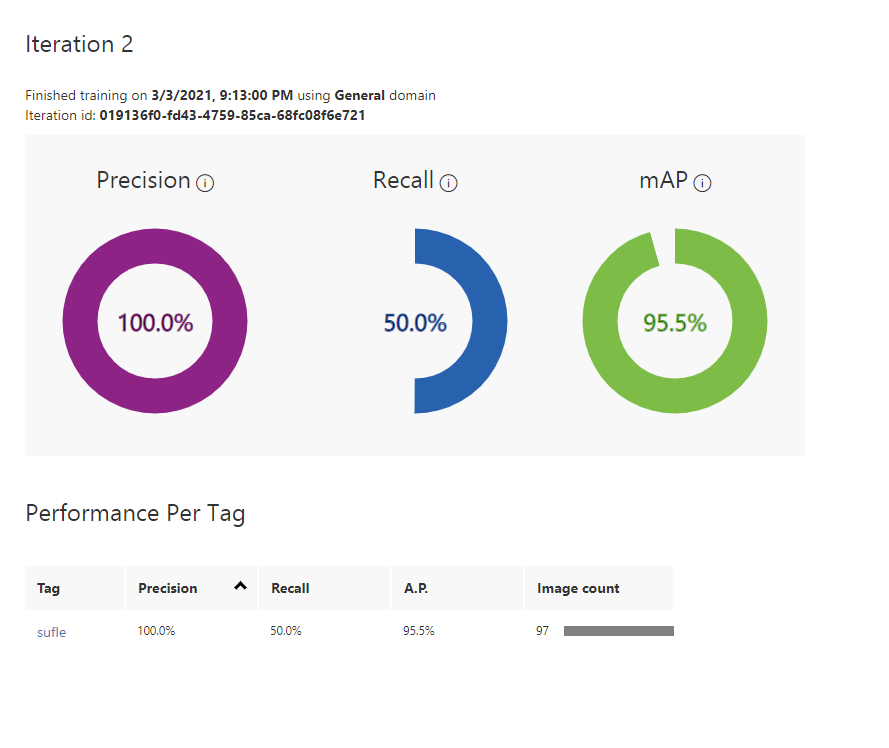 Iteration 2
Finished training on 3/3/2021, 9:13:00 PM using General domain
Iteration id: 019136f0-fd43-4759-85ca-68fc08f6e721
Precision
Recall
mAP
100.0%
50.0%
95.5%
Performance Per Tag
Tag Precision Recall A.P. Image count
sufle 100.0% 50.0% 95.5% 97